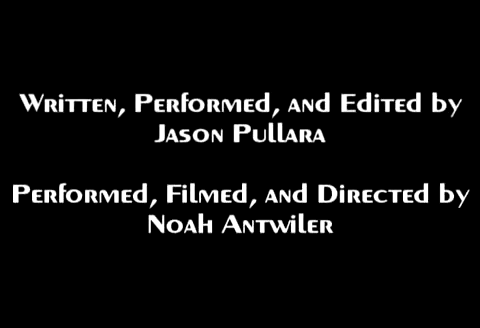 Written, Performed, and Edited by
Jason Pullara
Performed, Filmed, and Directed by
Noah Antwiler